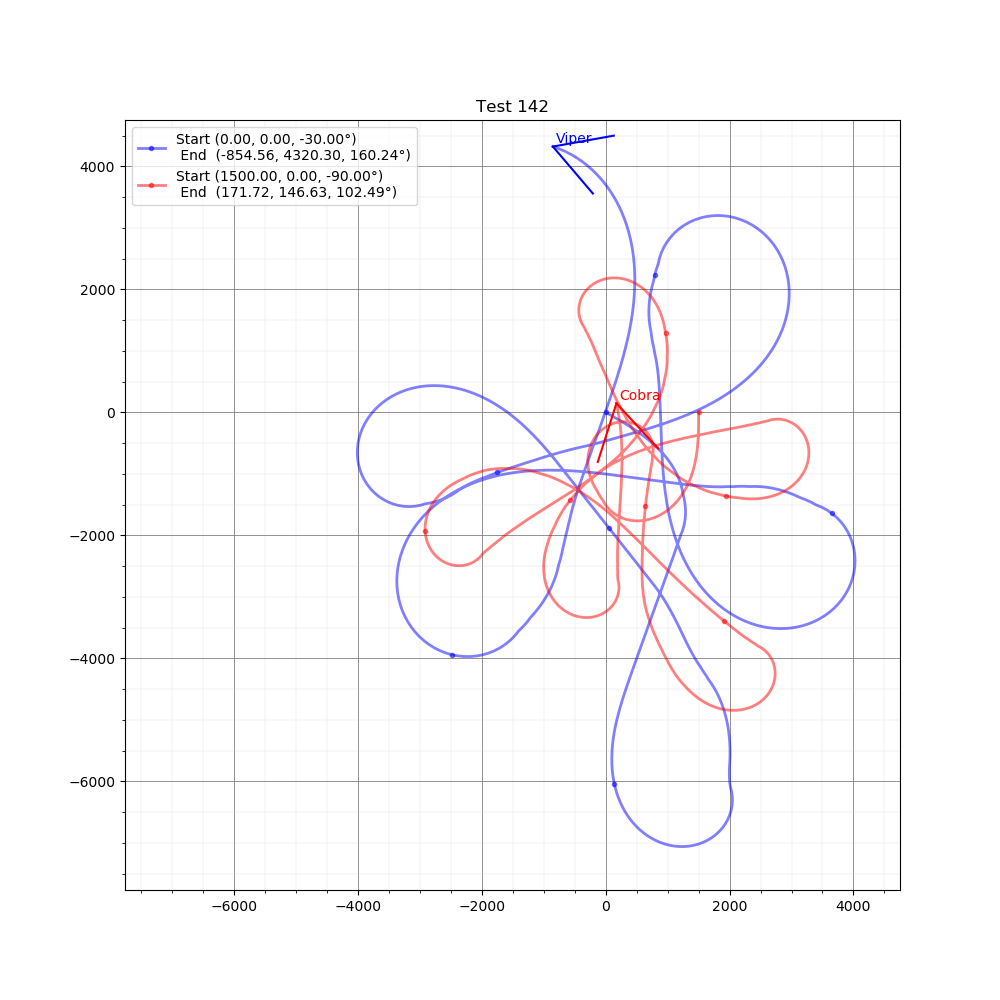 Test 142
Start (0.00, 0.00, -30.00°)
End (-854.56, 4320.30, 160.24°)
Start (1500.00, 0.00, -90.00°)
End (171.72, 146.63, 102.49°)
Viper
Cobra
4000
2000
0
−2000
−4000
−6000
−6000 −4000 −2000 0 2000 4000